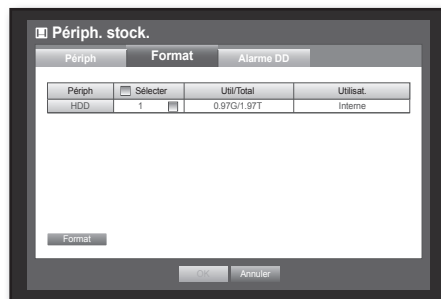 Périph. stock.
Périph Format Alarme DD
Périph Sélecter Util/Total Utilisat.
HDD 1 0.97G/1.97T Interne
Format
OK Annuler